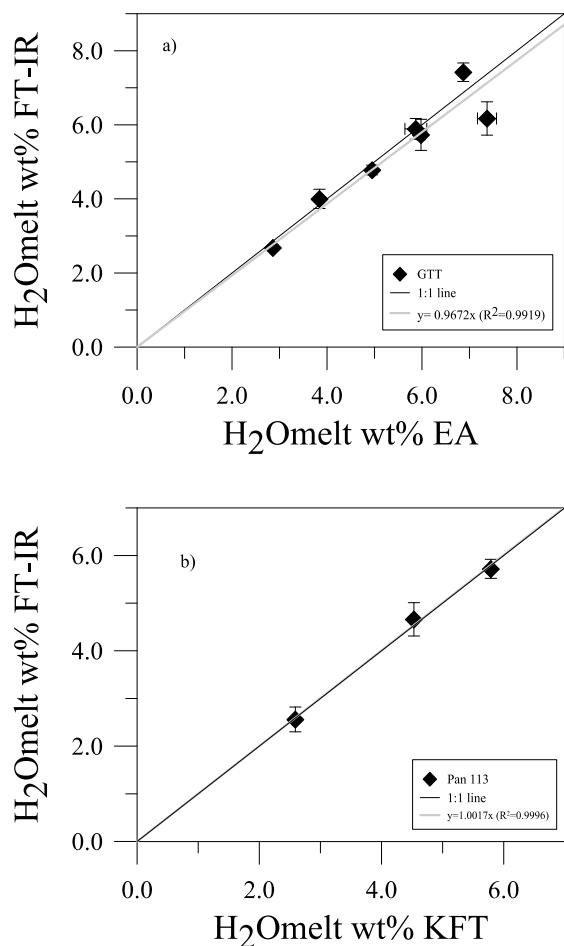 a)
H2Omelt wt% FT-IR
8.0
6.0
4.0
2.0
0.0
GTT
1:1 line
y= 0.9672x (R2=0.9919)
0.0 2.0 4.0 6.0 8.0
H2Omelt wt% EA
b)
H2Omelt wt% FT-IR
6.0
4.0
2.0
0.0
Pan 113
1:1 line
y=1.0017x (R²=0.9996)
0.0 2.0 4.0 6.0
H2Omelt wt% KFT